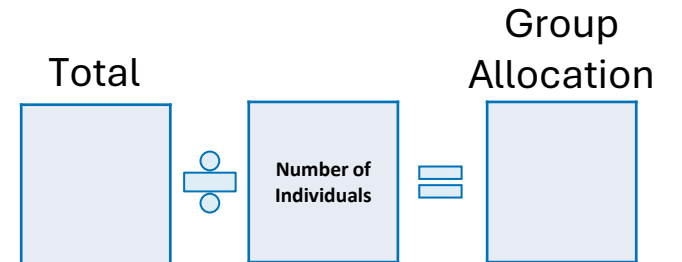 Total
Number of
Individuals
Group
Allocation